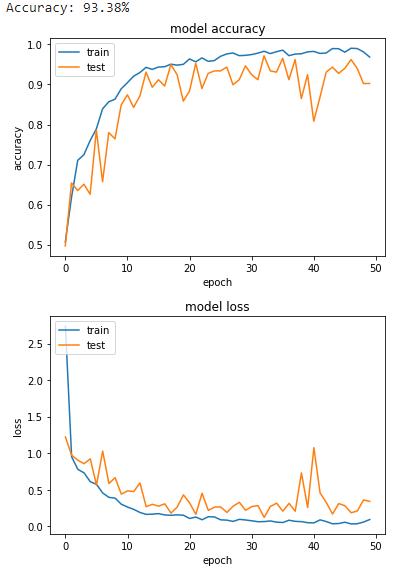 Accuracy: 93.38%
model accuracy
train
test
1.0
0.9
0.8
0.7
0.6
0.5
accuracy
0 10 20 30 40 50
epoch
model loss
train
test
2.5
2.0
1.5
1.0
0.5
0.0
loss
0 10 20 30 40 50
epoch